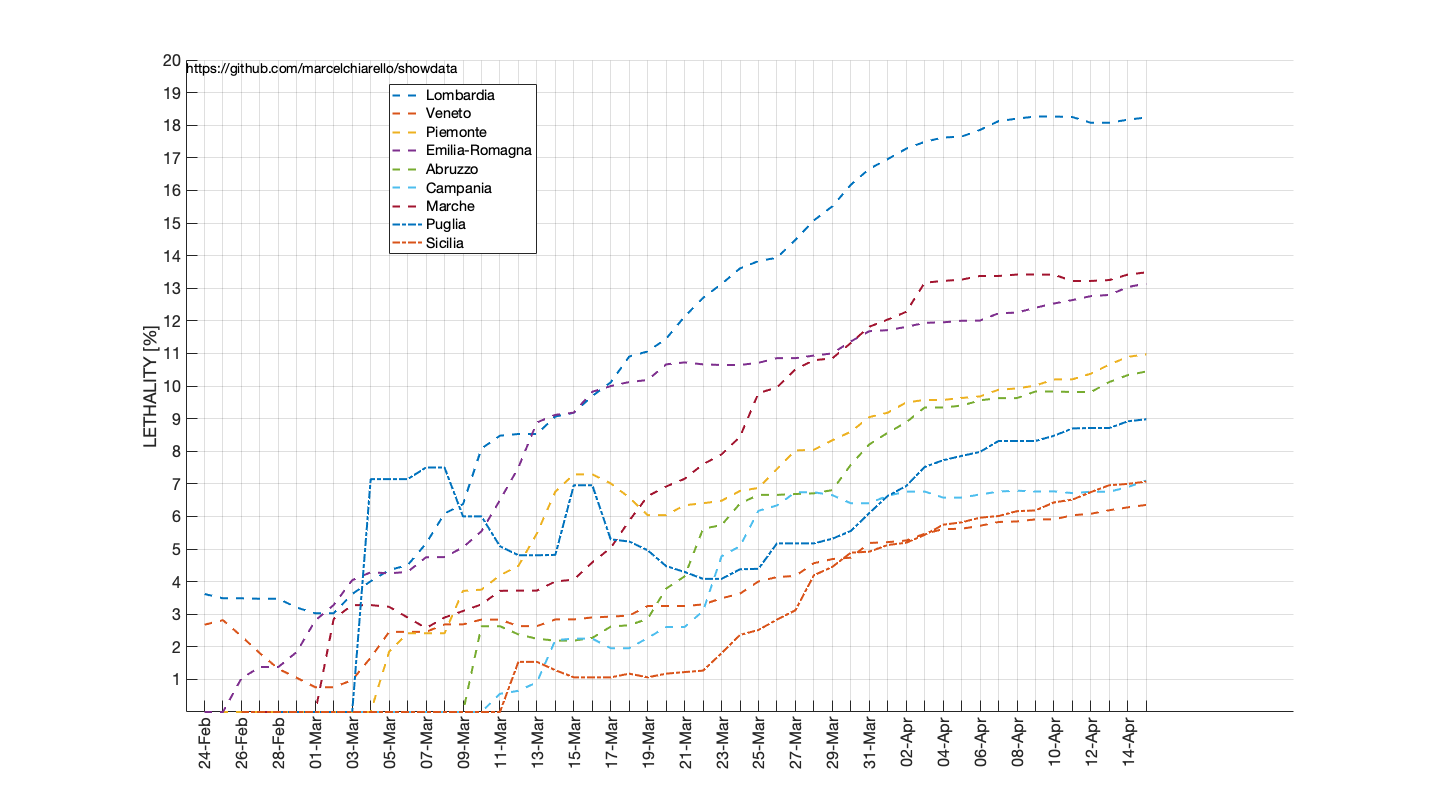 https://github.com/marcelchiarello/showdata
Lombardia
Veneto
Piemonte
Emilia-Romagna
Abruzzo
Campania
Marche
Puglia
Sicilia
LETHALITY [%]
20
19
18
17
16
15
14
13
12
11
10
9
8
7
6
5
4
3
2
1
24-Feb
26-Feb
28-Feb
01-Mar
03-Mar
05-Mar
07-Mar
09-Mar
11-Mar
13-Mar
15-Mar
17-Mar
19-Mar
21-Mar
23-Mar
25-Mar
27-Mar
29-Mar
31-Mar
02-Apr
04-Apr
06-Apr
08-Apr
10-Apr
12-Apr
14-Apr